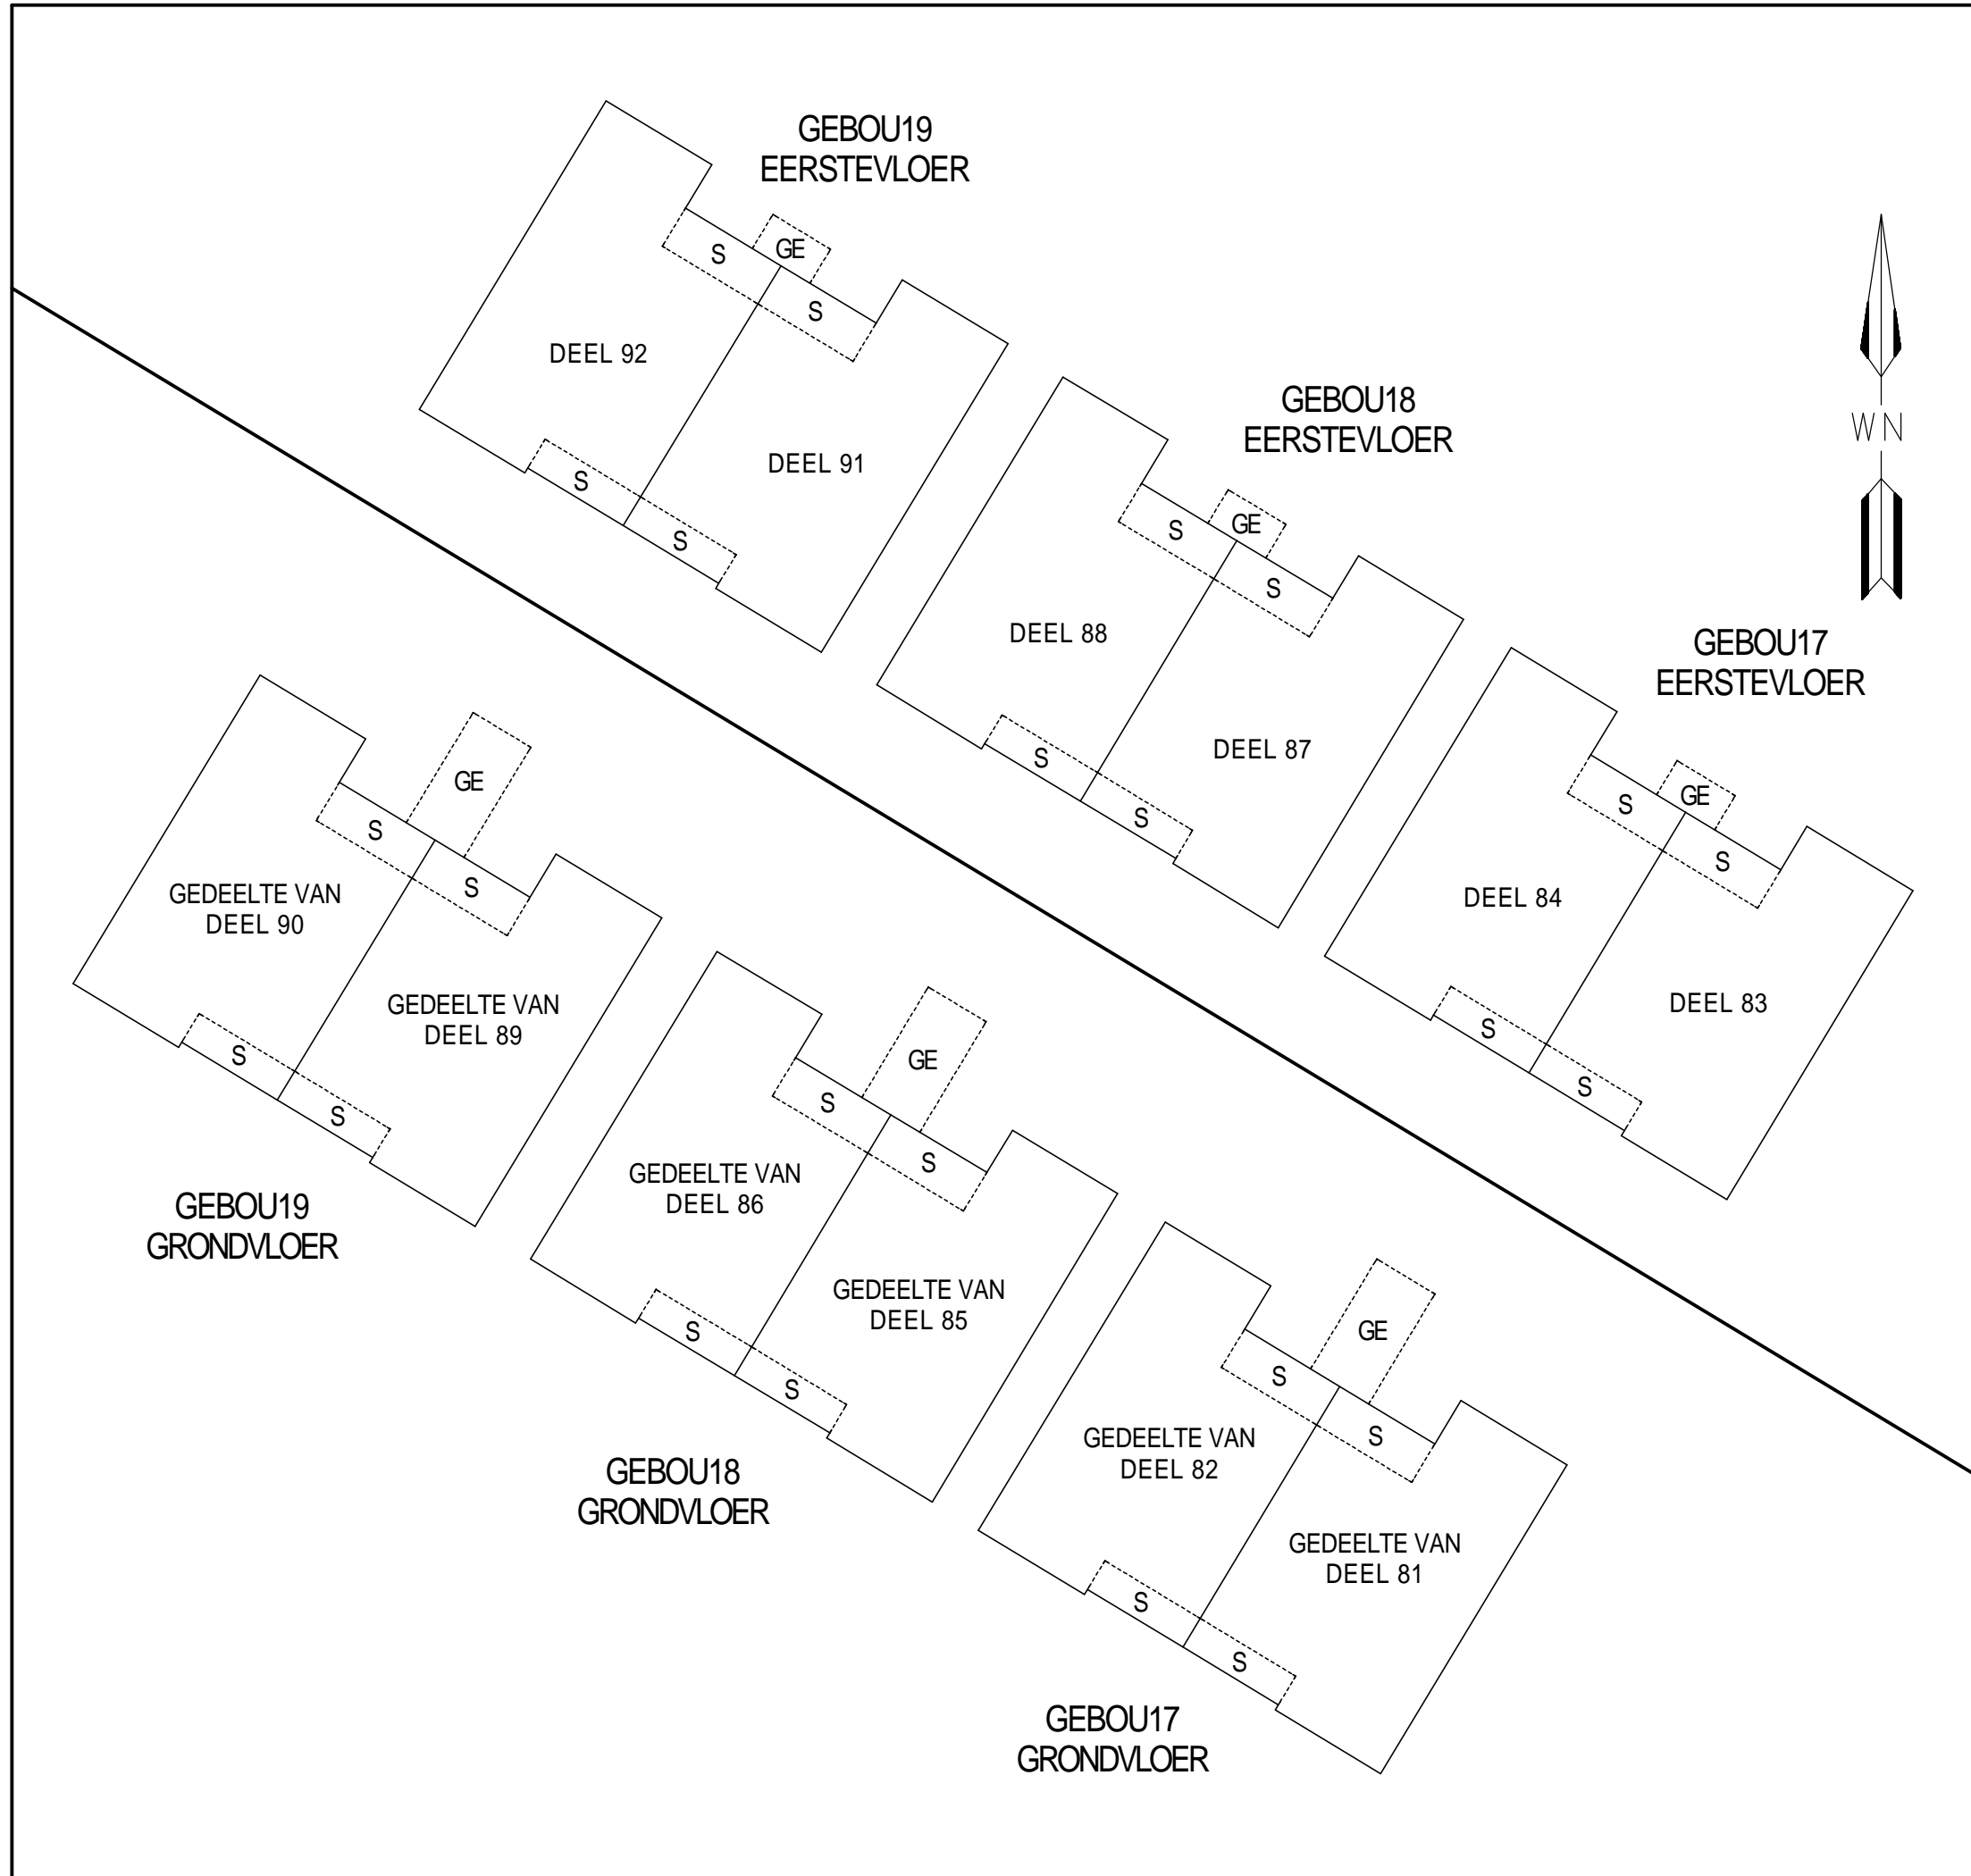 GEBOU19
EERSTEVLOER
GE
S
S
DEEL 92
DEEL 91
S
S
GEBOU18
EERSTEVLOER
GE
S
S
DEEL 88
DEEL 87
S
S
WN
GEBOU17
EERSTEVLOER
GE
S
S
DEEL 84
DEEL 83
S
S
GE
S
S
GEDEELTE VAN
DEEL 90
GEDEELTE VAN
DEEL 89
S
S
GEBOU19
GRONDVLOER
GE
S
S
GEDEELTE VAN
DEEL 86
GEDEELTE VAN
DEEL 85
S
S
GEBOU18
GRONDVLOER
GE
S
S
GEDEELTE VAN
DEEL 82
GEDEELTE VAN
DEEL 81
S
S
GEBOU17
GRONDVLOER